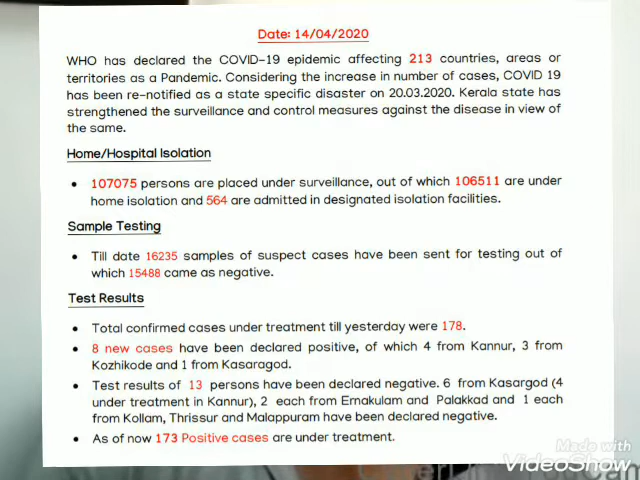 Date: 14/04/2020
WHO has declared the COVID-19 epidemic affecting 213 countries, areas or
territories as a Pandemic. Considering the increase in number of cases, COVID 19
has been re-notified as a state specific disaster on 20.03.2020. Kerala state has
strengthened the surveillance and control measures against the disease in view of
the same.
Home/Hospital Isolation
• 107075 persons are placed under surveillance, out of which 106511 are under
home isolation and 564 are admitted in designated isolation facilities.
Sample Testing
• Till date 16235 samples of suspect cases have been sent for testing out of
which 15488 came as negative.
Test Results
• Total confirmed cases under treatment till yesterday were 178.
• 8 new cases have been declared positive, of which 4 from Kannur, 3 from
Kozhikode and 1 from Kasaragod.
• Test results of 13 persons have been declared negative. 6 from Kasargod (4
under treatment in Kannur), 2 each from Ernakulam and Palakkad and 1 each
from Kollam, Thrissur and Malappuram have been declared negative.
• As of now 173 Positive cases are under treatment.
Made with
VideoShow